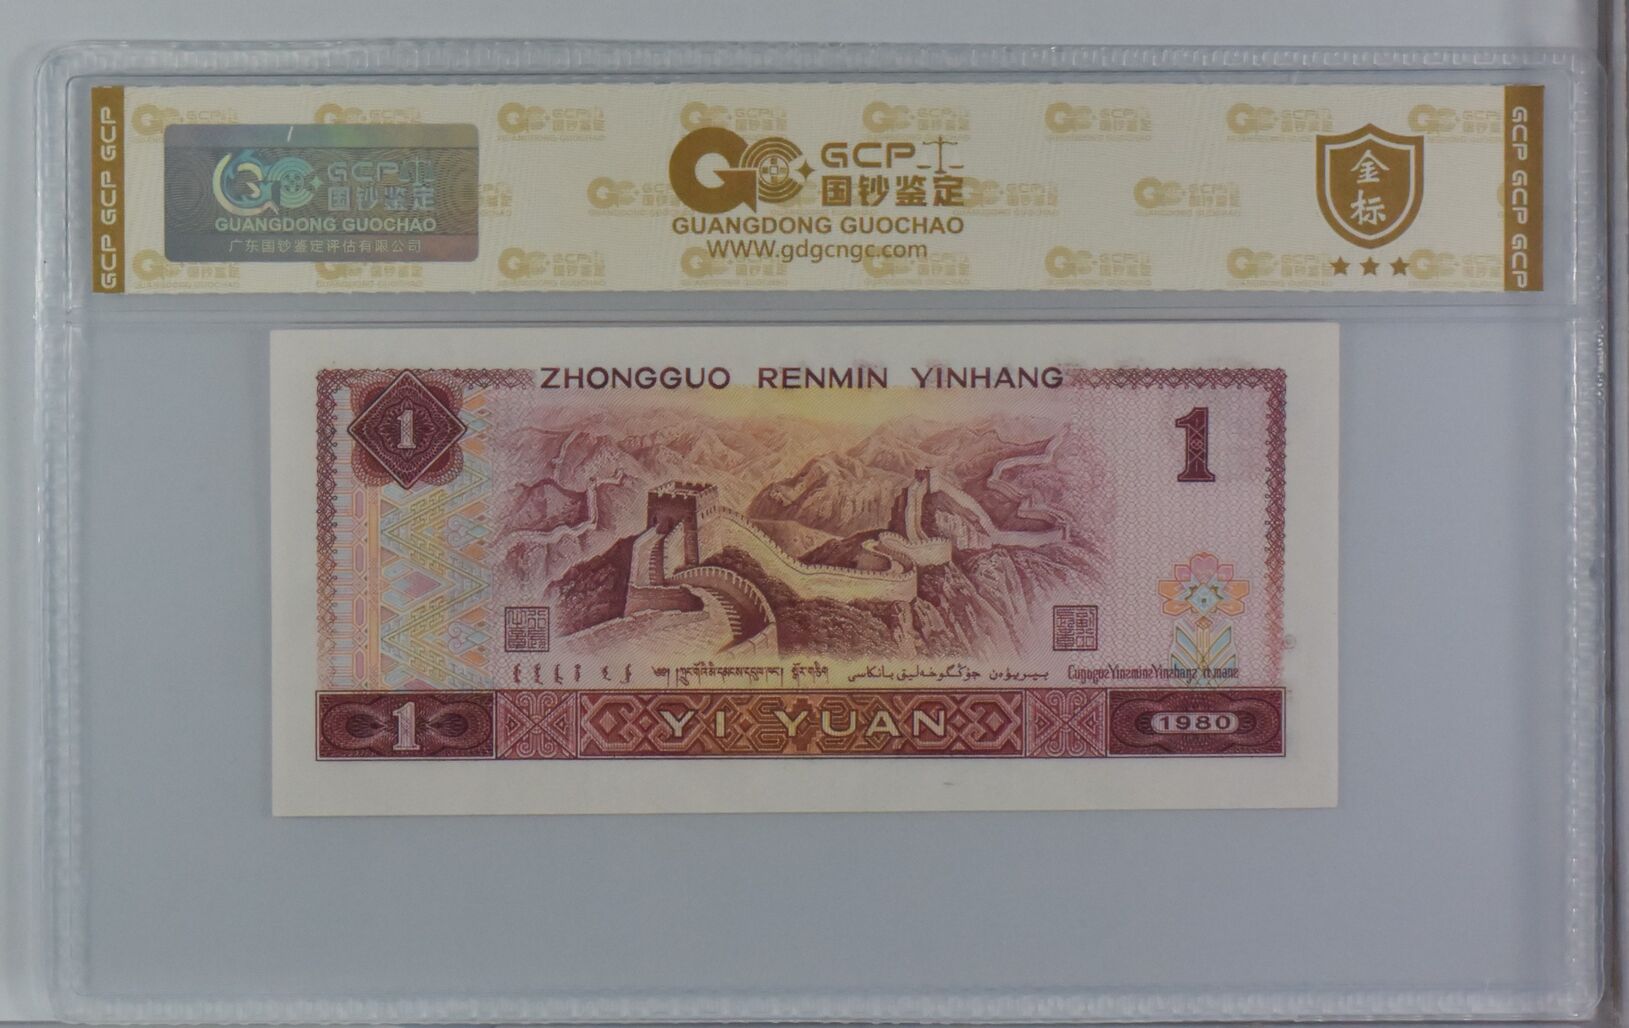 GCP GCP GCP
GCP
国钞鉴定
GUANGDONG GUOCHAO
广东国钞鉴定评估有限公司
GCP
国钞鉴定
GUANGDONG GUOCHAO
WWW.gdgcngc.com
金标
GCP GCP GCP
ZHONGGUO RENMIN YINHANG
1
1
1
YI YUAN
1980